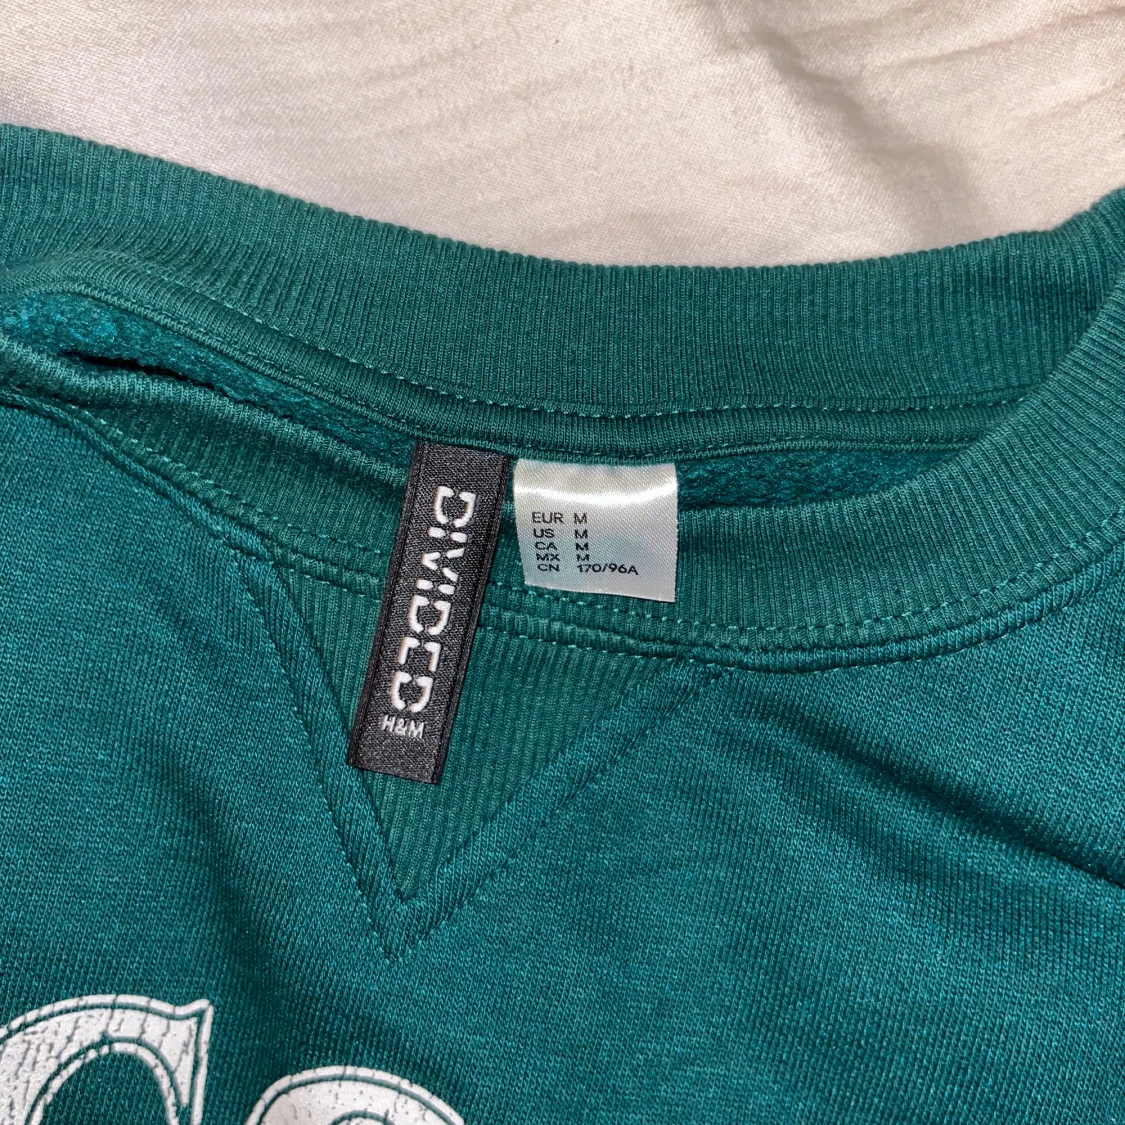 DIVIDED
H&M
EUR M
US M
CA M
MX M
CN 170/96A